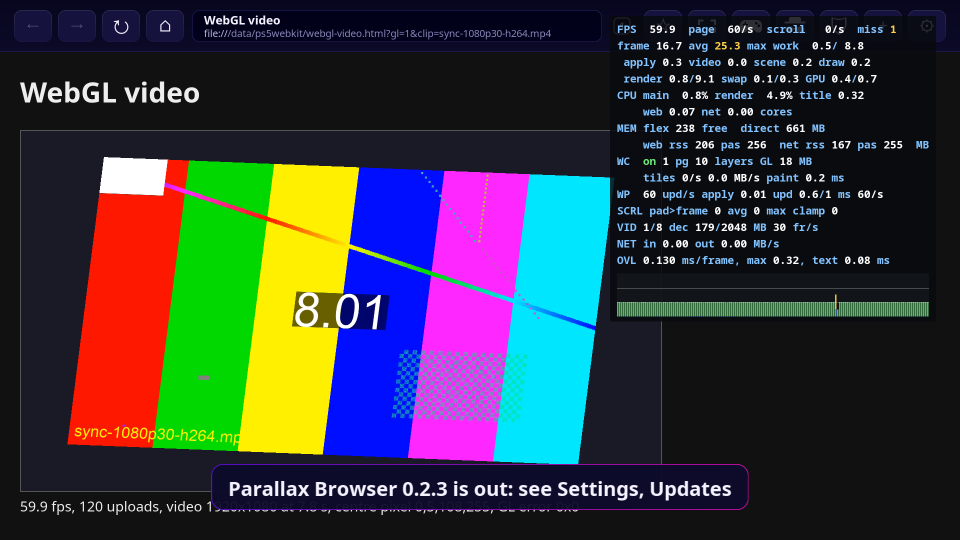 WebGL video
file:///data/ps5webkit/webgl-video.html?gl=1&clip=sync-1080p30-h264.mp4
WebGL video
FPS 59.9 page 60/s scroll 0/s miss 1
frame 16.7 avg 25.3 max work 0.5/ 8.8
apply 0.3 video 0.0 scene 0.2 draw 0.2
render 0.8/9.1 swap 0.1/0.3 GPU 0.4/0.7
CPU main 0.8% render 4.9% title 0.32
web 0.07 net 0.00 cores
MEM flex 238 free direct 661 MB
web rss 206 pas 256 net rss 167 pas 255 MB
WC on 1 pg 10 layers GL 18 MB
tiles 0/s 0.0 MB/s paint 0.2 ms
WP 60 upd/s apply 0.01 upd 0.6/1 ms 60/s
SCRL pad>frame 0 avg 0 max clamp 0
VID 1/8 dec 179/2048 MB 30 fr/s
NET in 0.00 out 0.00 MB/s
OVL 0.130 ms/frame, max 0.32, text 0.08 ms
8.01
sync-1080p30-h264.mp
Parallax Browser 0.2.3 is out: see Settings, Updates
59.9 fps, 120 uploads, video